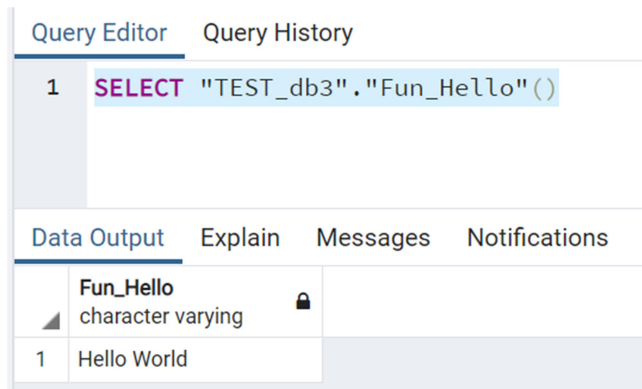 Query Editor Query History
1 SELECT "TEST_db3"."Fun_Hello"()
Data Output Explain Messages Notifications
Fun_Hello
character varying
1 Hello World